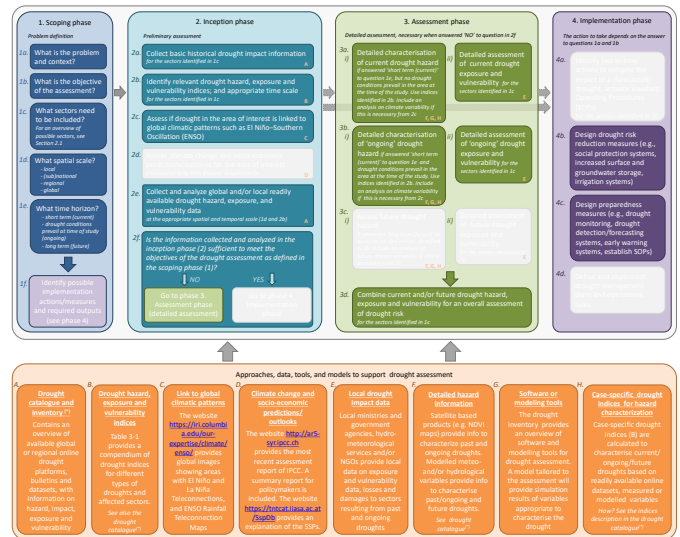 1. Scoping phase
Problem definition
1a.
What is the problem
and context?
1b.
What is the objective
of the assessment?
1c.
What sectors need
to be included?
For an overview of
possible sectors, see
Section 2.1
1d.
What spatial scale?
- local
- (sub)national
- regional
- global
1e.
What time horizon?
- short term (current)
- drought conditions
prevail at time of study
(ongoing)
- long term (future)
1f.
Identify possible
implementation
actions/measures
and required outputs
(see phase 4)
2. Inception phase
Preliminary assessment
2a.
Collect basic historical drought impact information
for the sectors identified in 1c
A
2b.
Identify relevant drought hazard, exposure and
vulnerability indices; and appropriate time scale
for the sectors identified in 1c
B
2c.
Assess if drought in the area of interest is linked to
global climatic patterns such as El Niño–Southern
Oscillation (ENSO)
C
2d.
D
2e.
Collect and analyze global and/or local readily
available drought hazard, exposure, and
vulnerability data
at the appropriate spatial and temporal scale (1d and 2b)
A
2f.
Is the information collected and analyzed in the
inception phase (2) sufficient to meet the
objectives of the drought assessment as defined
in the scoping phase (1)?
NO
YES
Go to phase 3.
Assessment phase
(detailed assessment)
3. Assessment phase
Detailed assessment, necessary when answered 'NO' to question in 2f
3a.
i)
Detailed characterisation
of current drought hazard
if answered 'short term (current)'
to question 1e, but no drought
conditions prevail in the area
at the time of the study. Use
indices identified in 2b. Include an
analysis on climate variability if
this is necessary from 2c
F, G, H
ii)
Detailed assessment
of current drought
exposure and
vulnerability for the
sectors identified in 1c
E
3b.
i)
Detailed characterisation
of 'ongoing' drought
hazard if answered 'short term
(current)' to question 1e and
drought conditions prevail in the
area at the time of the study. Use
indices identified in 2b. Include
an analysis on climate variability if
this is necessary from 2c
F, G, H
ii)
Detailed assessment
of 'ongoing' drought
exposure &
vulnerability for the
sectors identified in 1c
E
3c.
i)
F, G, H
ii)
E
3d.
Combine current and/or future drought hazard,
exposure and vulnerability for an overall assessment
of drought risk
for the sectors identified in 1c
4. Implementation phase
The action to take depends on the answer
to questions 1a and 1b
4a.
4b.
Design drought risk
reduction measures (e.g.,
social protection systems,
increased surface and
groundwater storage,
irrigation systems)
4c.
Design preparedness
measures (e.g., drought
monitoring, drought
detection/forecasting
systems, early warning
systems, establish SOPs)
4d.
Approaches, data, tools, and models to support drought assessment
A.
Drought
catalogue and
inventory (*)
Contains an
overview of
available global
or regional online
drought
platforms,
bulletins and
datasets, with
information on
hazard, impact,
exposure and
vulnerability
B.
Drought hazard,
exposure and
vulnerability
indices
Table 3-1
provides a
compendium of
drought indices
for different
types of
droughts and
affected sectors.
See also the
drought
catalogue(*)
C.
Link to global
climatic patterns
The website
https://iri.columbi
a.edu/our-
expertise/climate/
enso/ provides
global images
showing areas
with El Niño
and La Niña
Teleconnections,
and ENSO Rainfall
Teleconnection
Maps
D.
Climate change and
socio-economic
predictions/
outlooks
The website http://ar5-
syr.ipcc.ch provides
the most recent
assessment report of
IPCC. A summary report
for policymakers is
included. The website
https://tntcat.iiasa.ac.at
/SspDb provides an
explanation of the SSPs.
E.
Local drought
impact data
Local ministries and
government
agencies, hydro-
meteorological
services and/or
NGOs provide local
data on exposure
and vulnerability
data, losses and
damages to sectors
resulting from past
and ongoing
droughts
F.
Detailed hazard
information
Satellite based
products (e.g. NDVI
maps) provide info to
characterise past and
ongoing droughts.
Modelled meteo-
and/or hydrological
variables provide info
to characterise
past/ongoing and
future droughts.
See drought
catalogue(*)
G.
Software or
modeling tools
The drought
inventory provides
an overview of
software and
modelling tools for
drought assessment.
A model tailored to
the assessment will
provide simulation
results of variables
appropriate to
characterise the
drought
H.
Case-specific drought
indices for hazard
characterization
Case-specific drought
indices (B) are
calculated to
characterise current/
ongoing/future
droughts based on
readily available online
datasets, measured or
modelled variables
How? See the indices
description in the drought
catalogue(*)